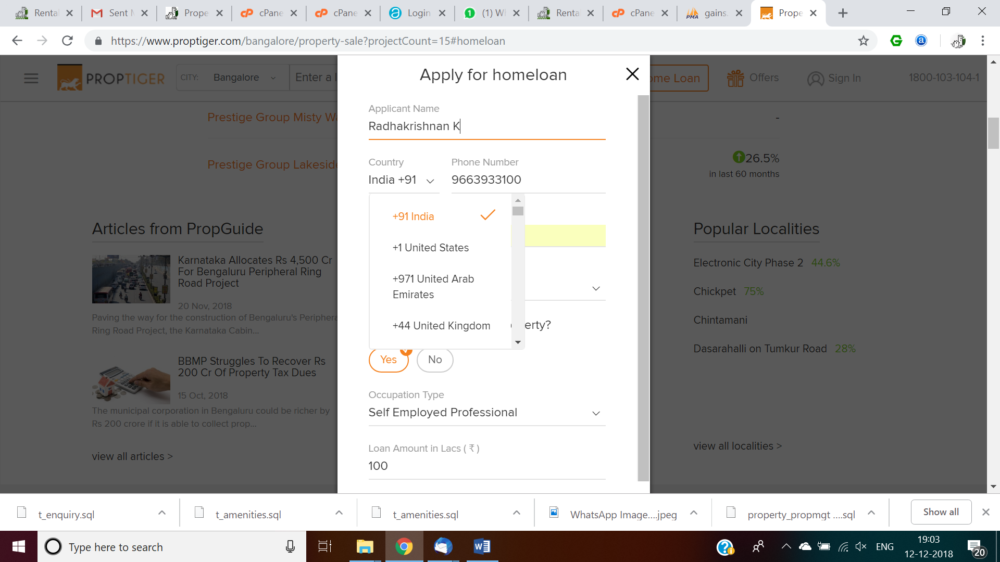 Rental
Sent M
Prope
cPane
cPane
Login
(1) Wh
Rental
cPane
PMA gains.
Prope
https://www.proptiger.com/bangalore/property-sale?projectCount=15#homeloan
PROPTIGER
CITY: Bangalore
Enter a l
ome Loan
Offers
Sign In
1800-103-104-1
Apply for homeloan
Applicant Name
Radhakrishnan K
Country
India +91
Phone Number
9663933100
+91 India
+1 United States
+971 United Arab
Emirates
+44 United Kingdom
erty?
Yes
No
Occupation Type
Self Employed Professional
Loan Amount in Lacs ( ₹ )
100
Prestige Group Misty Wa
-
Prestige Group Lakeside
26.5%
in last 60 months
Articles from PropGuide
Karnataka Allocates Rs 4,500 Cr
For Bengaluru Peripheral Ring
Road Project
20 Nov, 2018
Paving the way for the construction of Bengaluru's Periphera
Ring Road Project, the Karnataka Cabin...
BBMP Struggles To Recover Rs
200 Cr Of Property Tax Dues
15 Oct, 2018
The municipal corporation in Bengaluru could be richer by
Rs 200 crore if it is able to collect prop...
view all articles >
Popular Localities
Electronic City Phase 2 44.6%
Chickpet 75%
Chintamani
Dasarahalli on Tumkur Road 28%
view all localities >
t_enquiry.sql
t_amenities.sql
t_amenities.sql
WhatsApp Image....jpeg
property_propmgt ....sql
Show all
Type here to search
ENG
19:03
12-12-2018
20